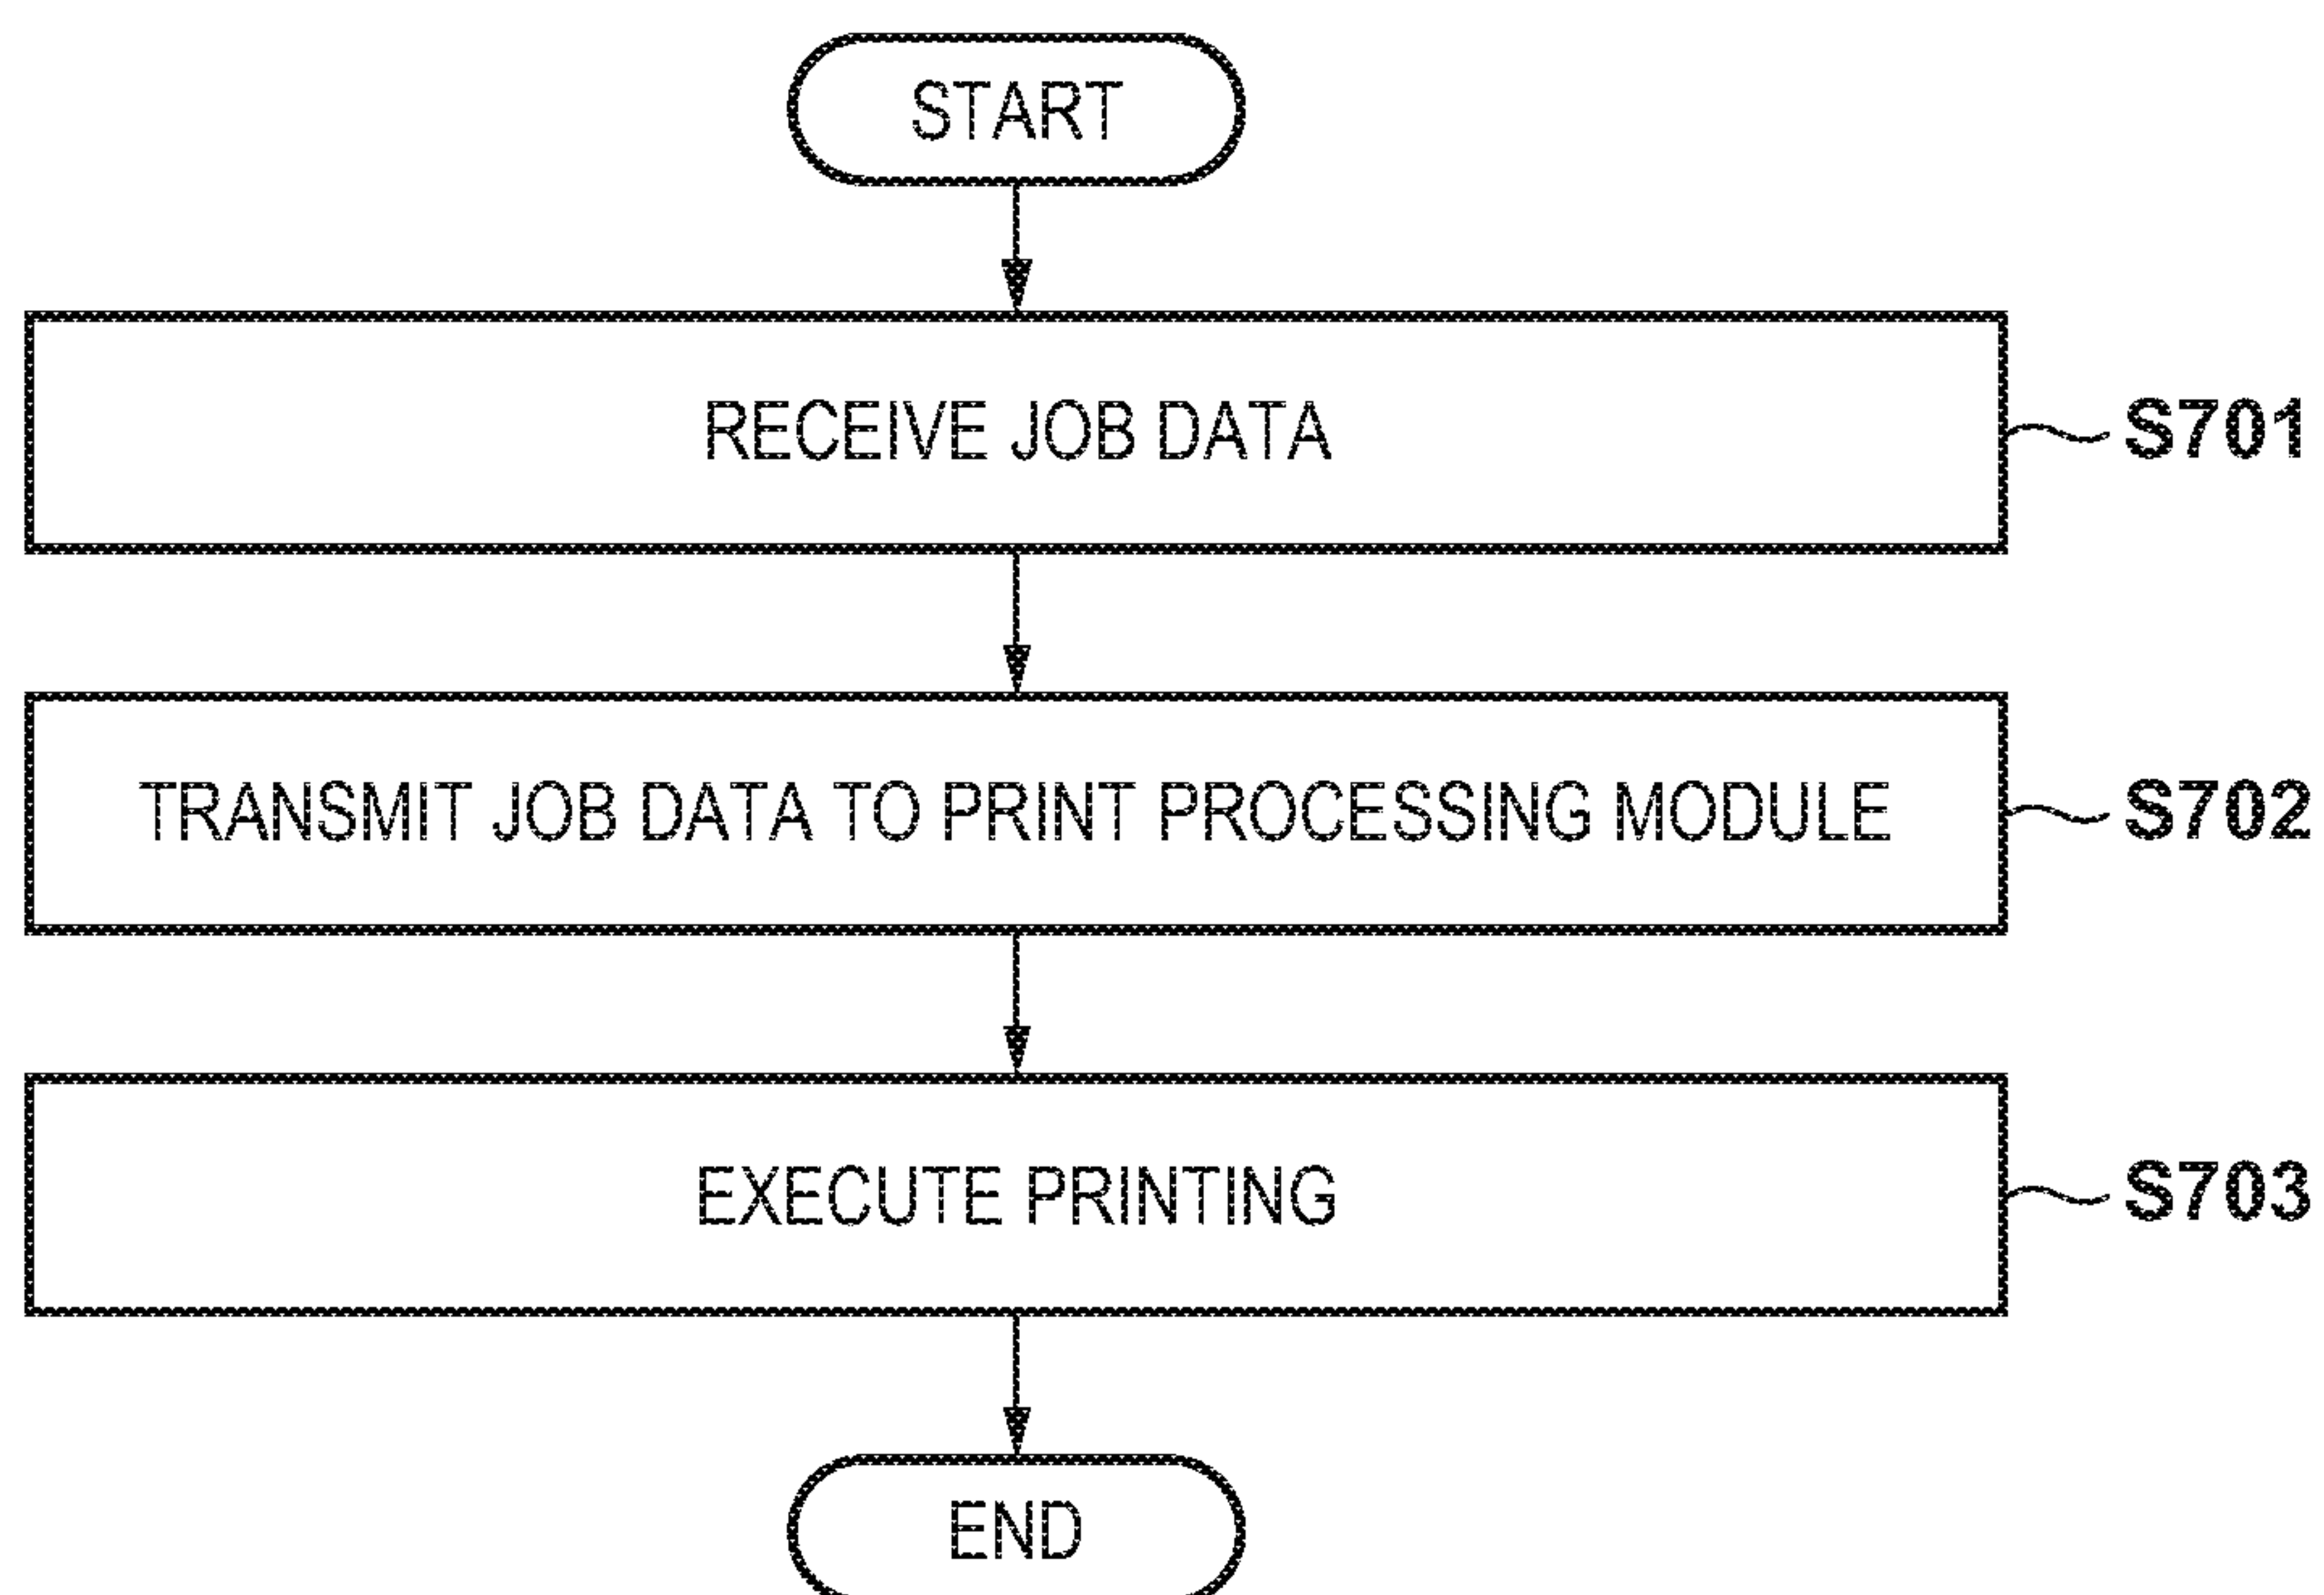 START
RECEIVE JOB DATA
S701
TRANSMIT JOB DATA TO PRINT PROCESSING MODULE
S702
EXECUTE PRINTING
S703
END